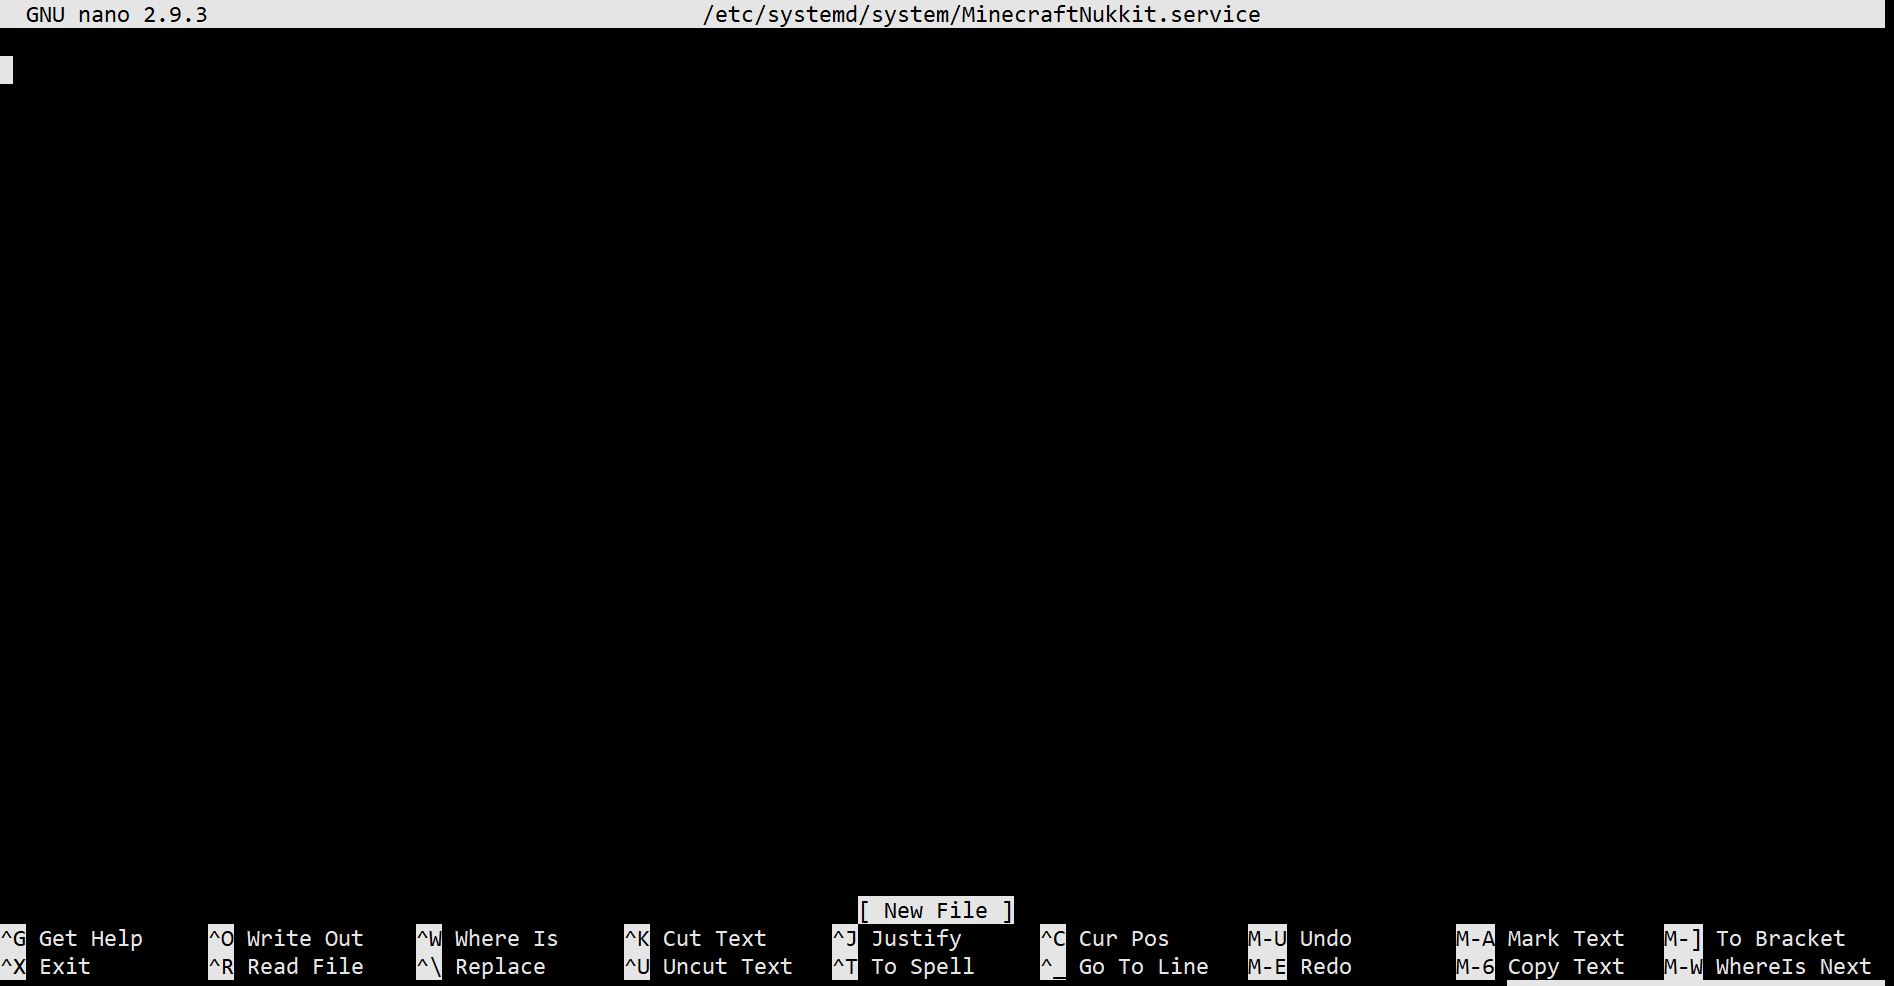 GNU nano 2.9.3 /etc/systemd/system/MinecraftNukkit.service
[ New File ]
^G Get Help ^O Write Out ^W Where Is ^K Cut Text ^J Justify ^C Cur Pos M-U Undo M-A Mark Text M-] To Bracket
^X Exit ^R Read File ^\ Replace ^U Uncut Text ^T To Spell ^_ Go To Line M-E Redo M-6 Copy Text M-W WhereIs Next